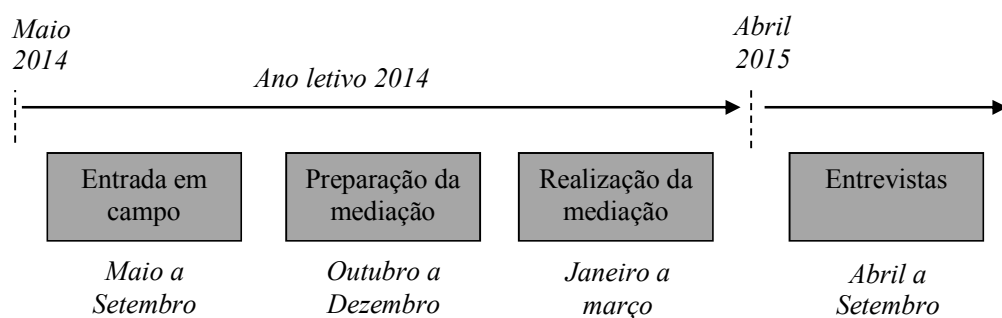 Maio
2014
Abril
2015
Ano letivo 2014
Entrada em
campo
Preparação da
mediação
Realização da
mediação
Entrevistas
Maio a
Setembro
Outubro a
Dezembro
Janeiro a
março
Abril a
Setembro